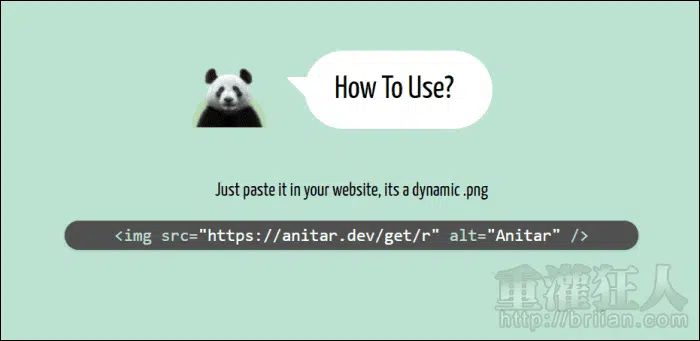 How To Use?
Just paste it in your website, its a dynamic .png
<img src="https://anitar.dev/get/r" alt="Anitar" />
重灌狂人
http://briian.com